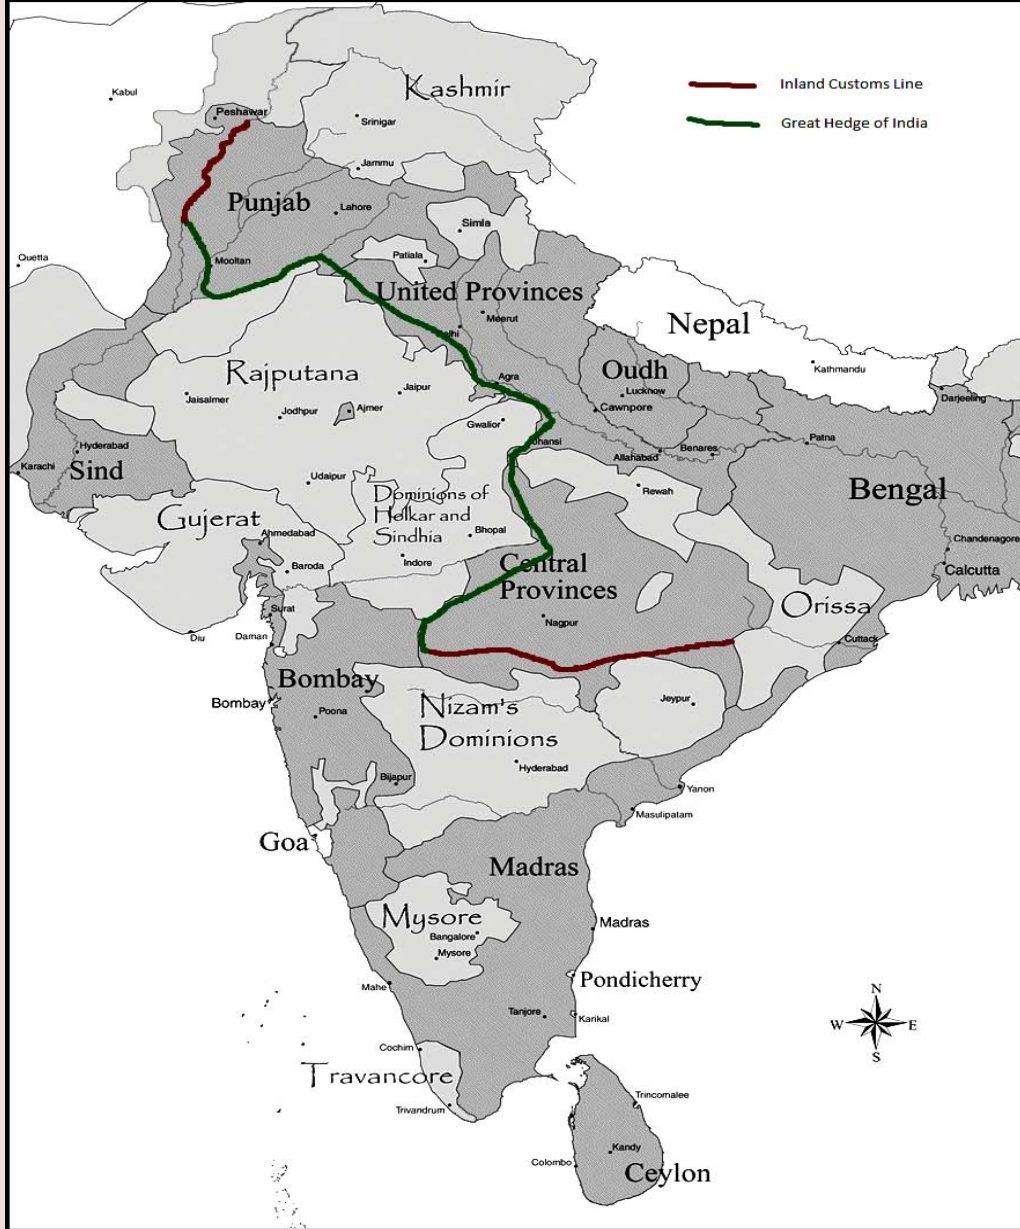 Kashmir
Inland Customs Line
Kabul
Great Hedge of India
Peshawar
Srinigar
Jammu
Punjab
Lahore
Simla
Quetta
Mooltan
Patiala
United Provinces
Meerut
Delhi
Nepal
Kathmandu
Rajputana
Oudh
Agra
Lucknow
Darjeeling
Jaisalmer
Jaipur
Jodhpur
Ajmer
Cawnpore
Gwalior
Jhansi
Patna
Hyderabad
Benares
Allahabad
Karachi
Sind
Udaipur
Rewah
Bengal
Dominions of
Holkar and
Sindhia
Gujerat
Ahmedabad
Bhopal
Chandenagore
Baroda
Indore
Central
Provinces
Calcutta
Surat
Orissa
Nagpur
Diu
Daman
Cuttack
Bombay
Bombay
Poona
Nizam's
Dominions
Jeypur
Hyderabad
Bijapur
Yanon
Masulipatam
Goa
Madras
Mysore
Bangalore
Mysore
Madras
Mahe
Pondicherry
Tanjore
Karikal
N
W
E
S
Cochim
Travancore
Trivandrum
Trincomalee
Kandy
Colombo
Ceylon